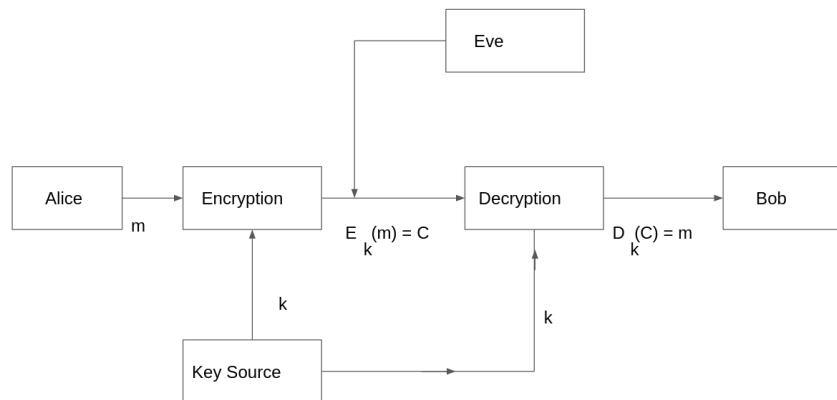 Eve
Alice
Encryption
Decryption
Bob
m
E k (m) = C
D k (C) = m
k
k
Key Source